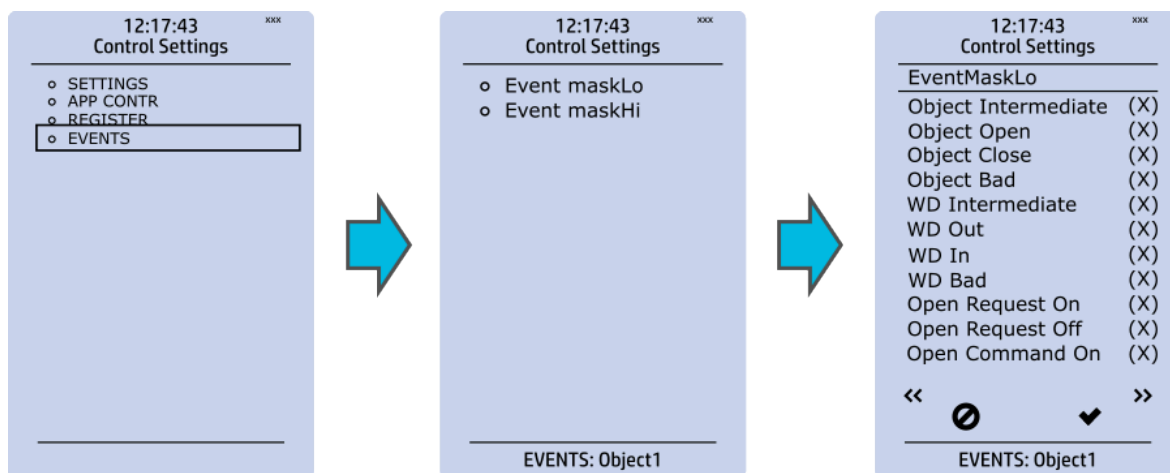 12:17:43 xxx
Control Settings
SETTINGS
APP CONTR
REGISTER
EVENTS
12:17:43 xxx
Control Settings
Event maskLo
Event maskHi
EVENTS: Object1
12:17:43 xxx
Control Settings
EventMaskLo
Object Intermediate (X)
Object Open (X)
Object Close (X)
Object Bad (X)
WD Intermediate (X)
WD Out (X)
WD In (X)
WD Bad (X)
Open Request On (X)
Open Request Off (X)
Open Command On (X)
<< >>
EVENTS: Object1